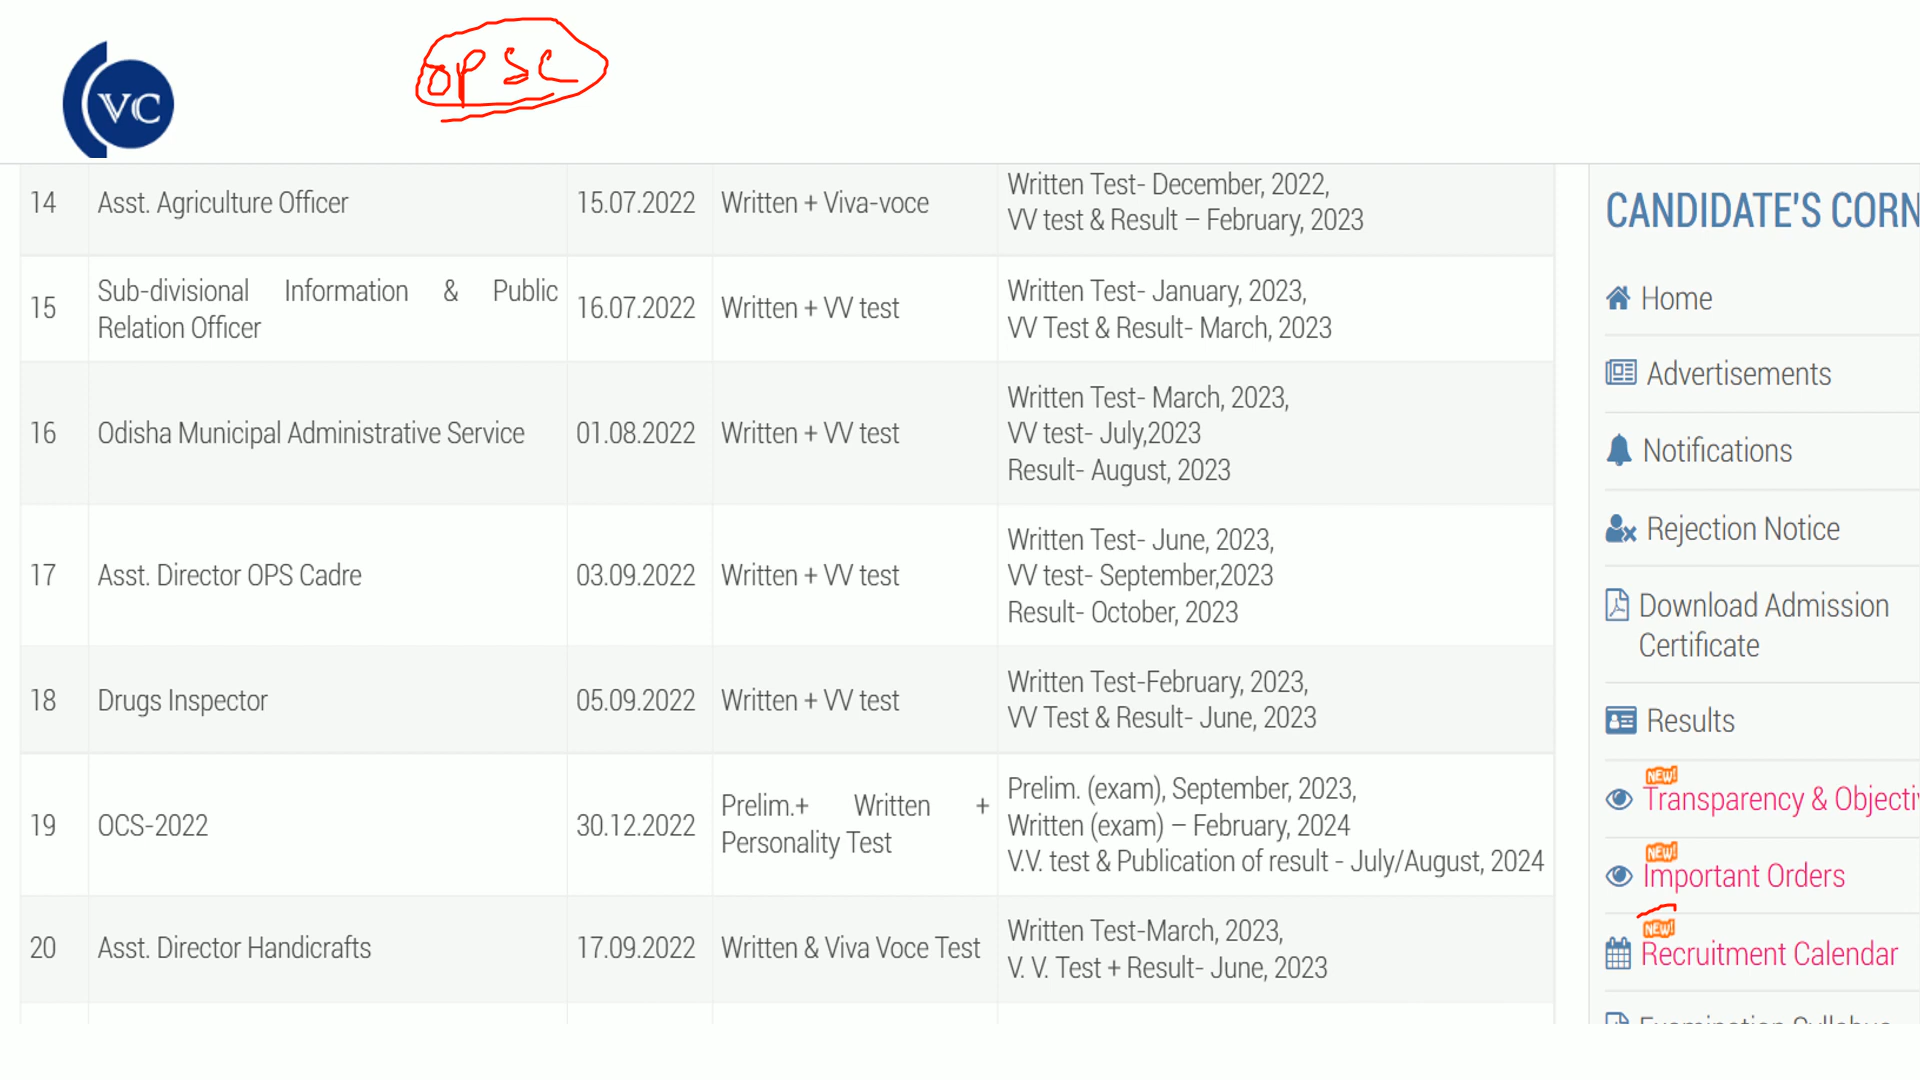 OPSC
VC
14 Asst. Agriculture Officer 15.07.2022 Written + Viva-voce Written Test- December, 2022,
VV test & Result – February, 2023
15 Sub-divisional Information & Public Relation Officer 16.07.2022 Written + VV test Written Test- January, 2023,
VV Test & Result- March, 2023
16 Odisha Municipal Administrative Service 01.08.2022 Written + VV test Written Test- March, 2023,
VV test- July,2023
Result- August, 2023
17 Asst. Director OPS Cadre 03.09.2022 Written + VV test Written Test- June, 2023,
VV test- September,2023
Result- October, 2023
18 Drugs Inspector 05.09.2022 Written + VV test Written Test-February, 2023,
VV Test & Result- June, 2023
19 OCS-2022 30.12.2022 Prelim.+ Written + Personality Test Prelim. (exam), September, 2023,
Written (exam) – February, 2024
V.V. test & Publication of result - July/August, 2024
20 Asst. Director Handicrafts 17.09.2022 Written & Viva Voce Test Written Test-March, 2023,
V. V. Test + Result- June, 2023
CANDIDATE'S CORN
Home
Advertisements
Notifications
Rejection Notice
Download Admission
Certificate
Results
NEW!
Transparency & Objectiv
NEW!
Important Orders
NEW!
Recruitment Calendar
Examination Syllabus